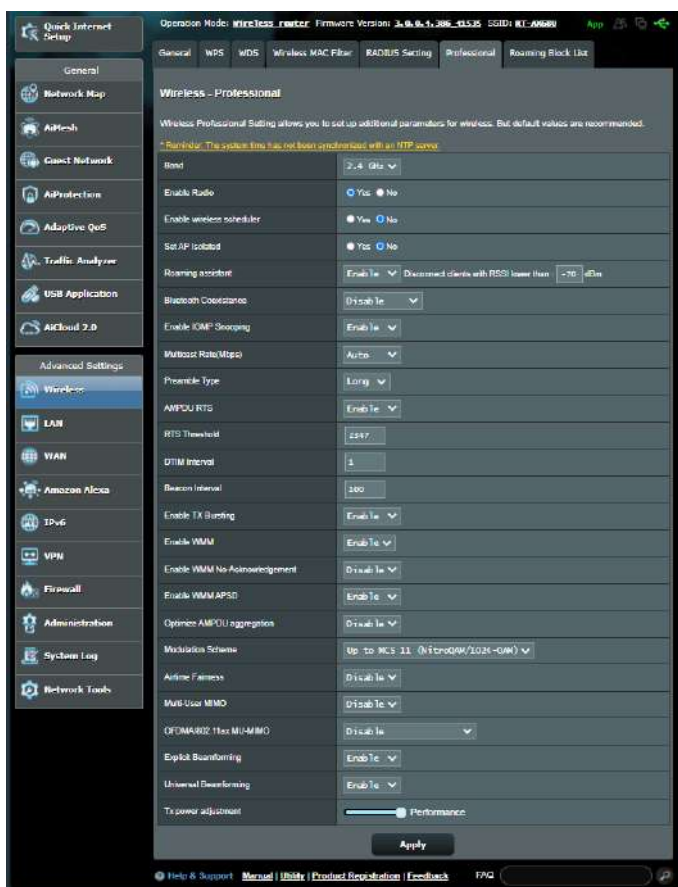 Quick Internet Setup
Operation Mode: Wireless router Firmware Version: 3.0.0.4.386_41535 SSID: RT-AX68U App
General WPS WDS Wireless MAC Filter RADIUS Setting Professional Roaming Block List
General
Network Map
AiMesh
Guest Network
AiProtection
Adaptive QoS
Traffic Analyzer
USB Application
AiCloud 2.0
Advanced Settings
Wireless
LAN
WAN
Amazon Alexa
IPv6
VPN
Firewall
Administration
System Log
Network Tools
Wireless - Professional
Wireless Professional Setting allows you to set up additional parameters for wireless. But default values are recommended.
* Reminder: The system time has not been synchronized with an NTP server.
Band 2.4 GHz
Enable Radio Yes No
Enable wireless scheduler Yes No
Set AP Isolated Yes No
Roaming assistant Enable Disconnect clients with RSSI lower than -70 dBm
Bluetooth Coexistence Disable
Enable IGMP Snooping Enable
Multicast Rate(Mbps) Auto
Preamble Type Long
AMPDU RTS Enable
RTS Threshold 2347
DTIM Interval 1
Beacon Interval 100
Enable TX Bursting Enable
Enable WMM Enable
Enable WMM No-Acknowledgement Disable
Enable WMM APSD Enable
Optimize AMPDU aggregation Disable
Modulation Scheme Up to MCS 11 (NitroQAM/1024-QAM)
Airtime Fairness Disable
Multi-User MIMO Disable
OFDMA/802.11ax MU-MIMO Disable
Explicit Beamforming Enable
Universal Beamforming Enable
Tx power adjustment Performance
Apply
Help & Support Manual | Utility | Product Registration | Feedback FAQ